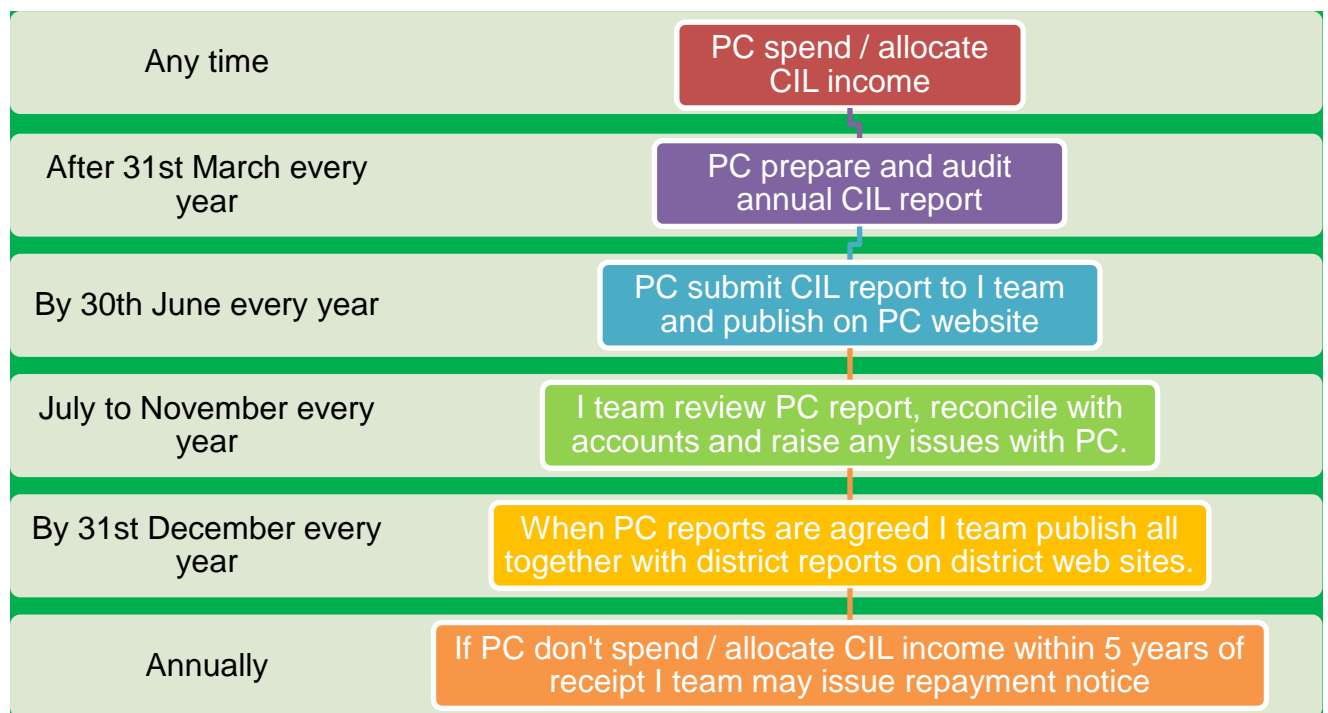 Any time
PC spend / allocate
CIL income
After 31st March every
year
PC prepare and audit
annual CIL report
By 30th June every year
PC submit CIL report to I team
and publish on PC website
July to November every
year
I team review PC report, reconcile with
accounts and raise any issues with PC.
By 31st December every
year
When PC reports are agreed I team publish all
together with district reports on district web sites.
Annually
If PC don't spend / allocate CIL income within 5 years of
receipt I team may issue repayment notice